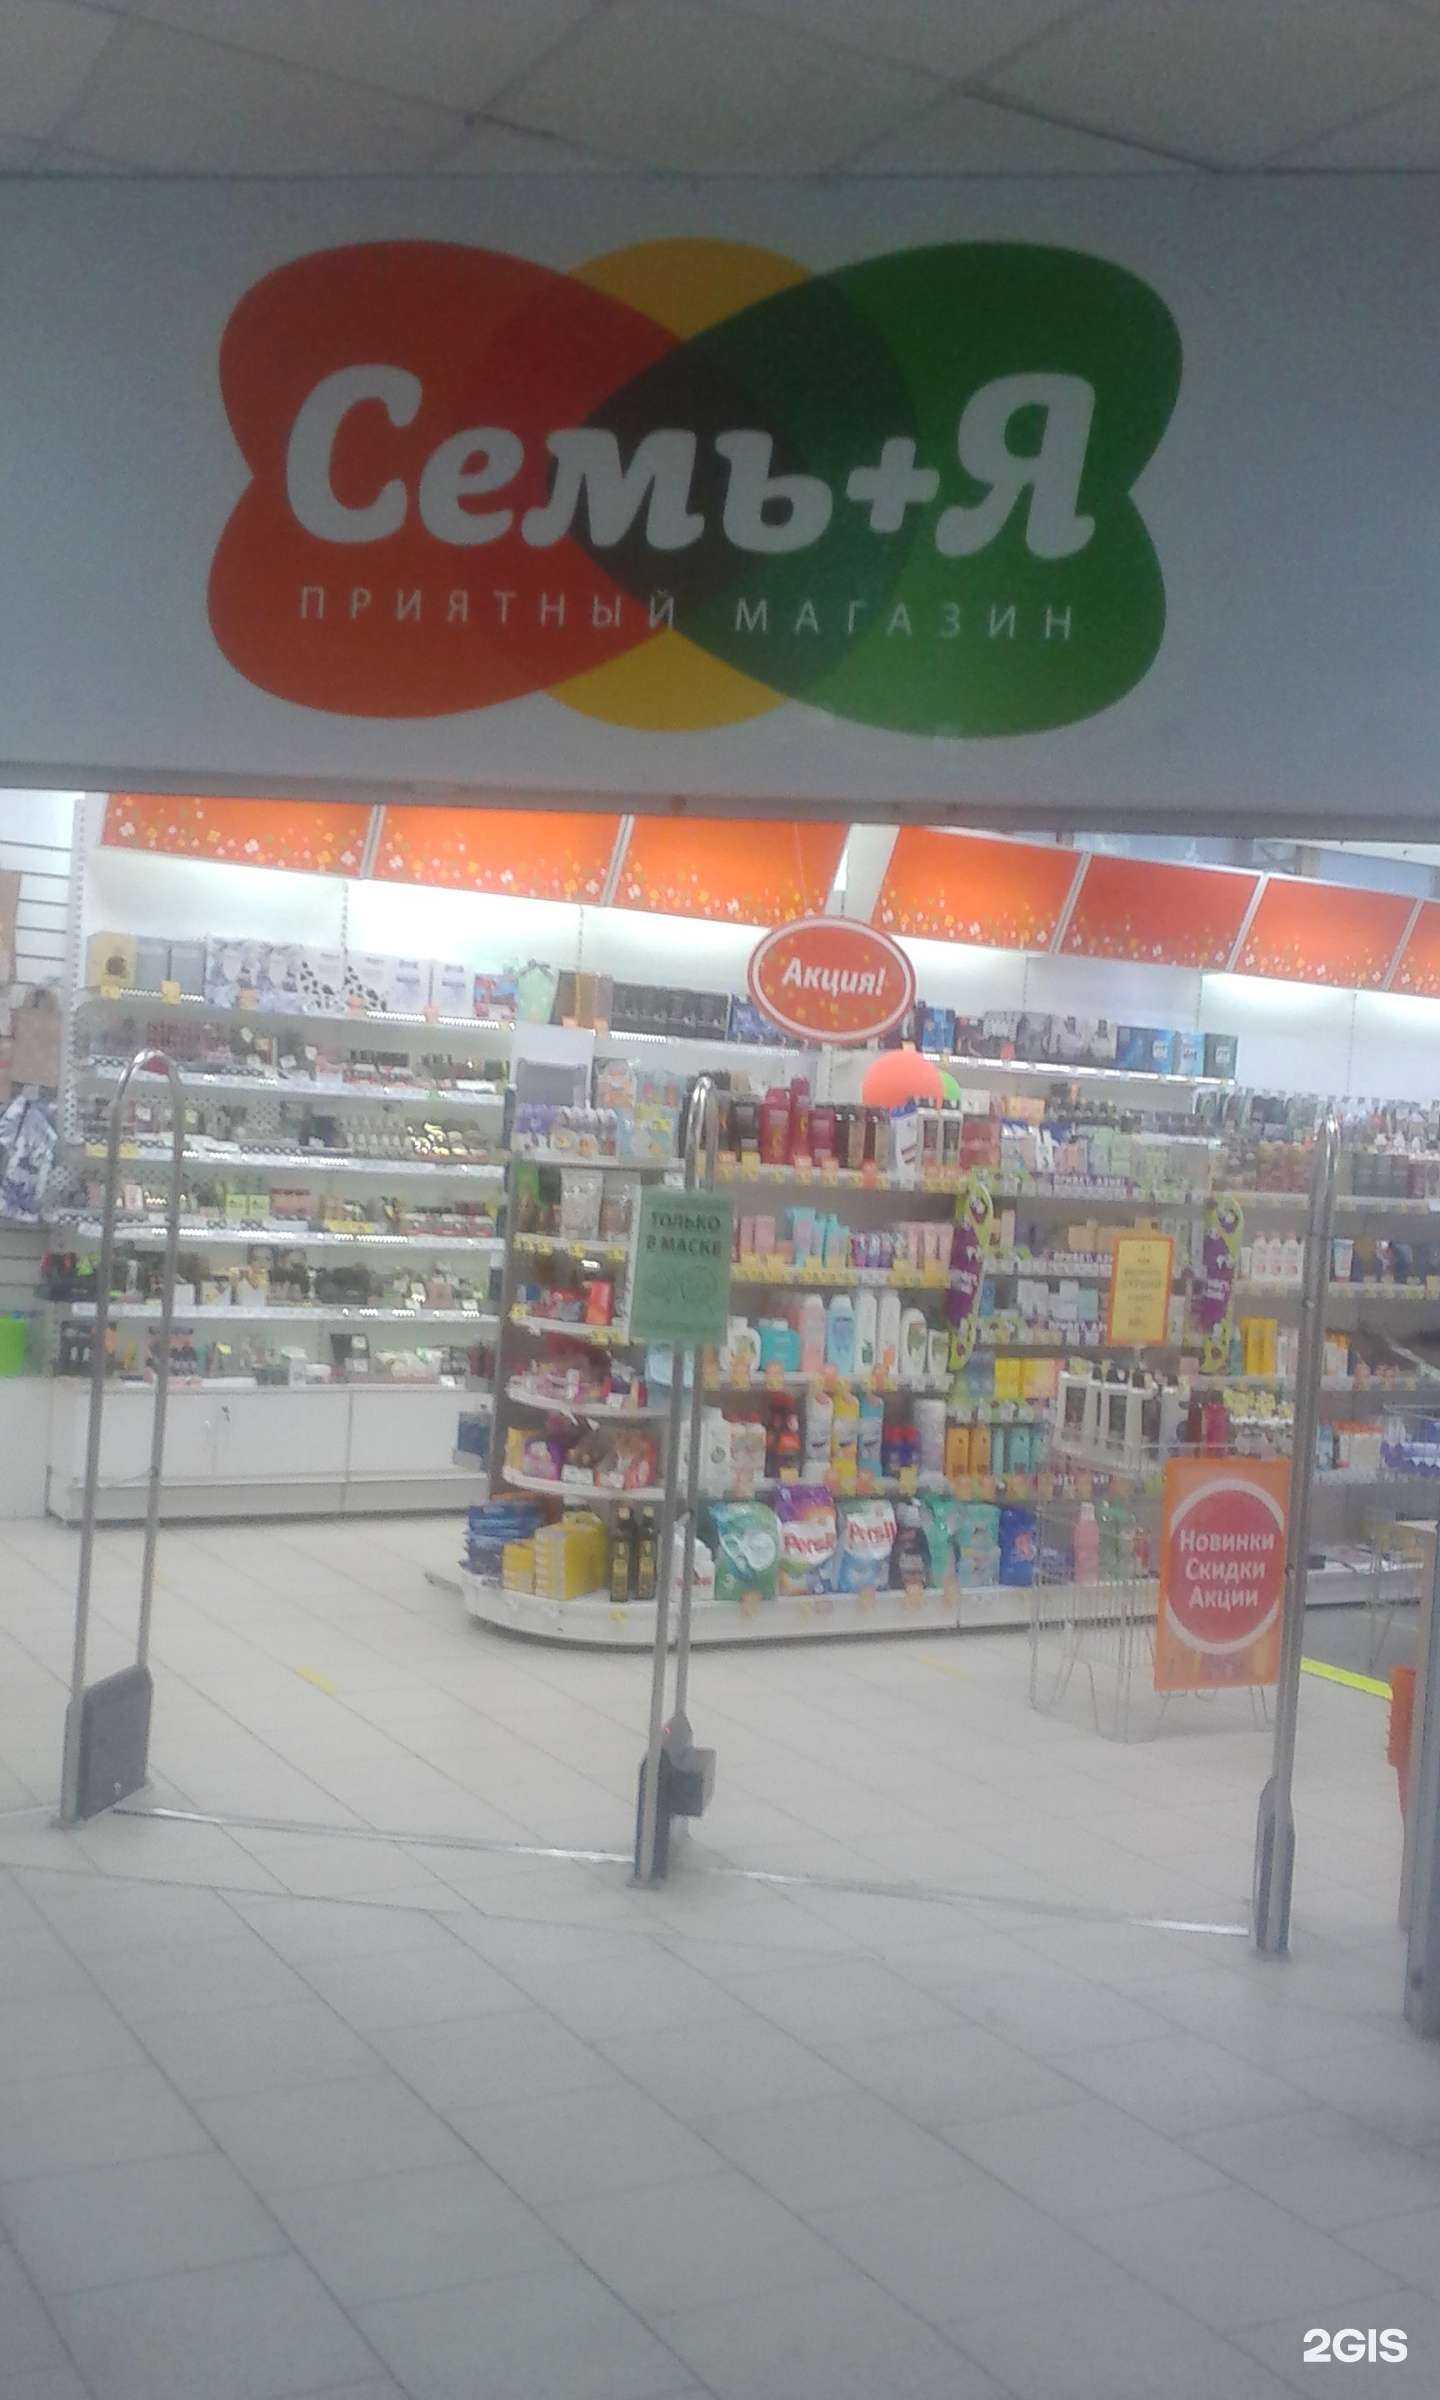 Семь+Я
ПРИЯТНЫЙ МАГАЗИН
Акция!
ТОЛЬКО
В МАСКЕ
Persil
Persil
Новинки
Скидки
Акции
2GIS